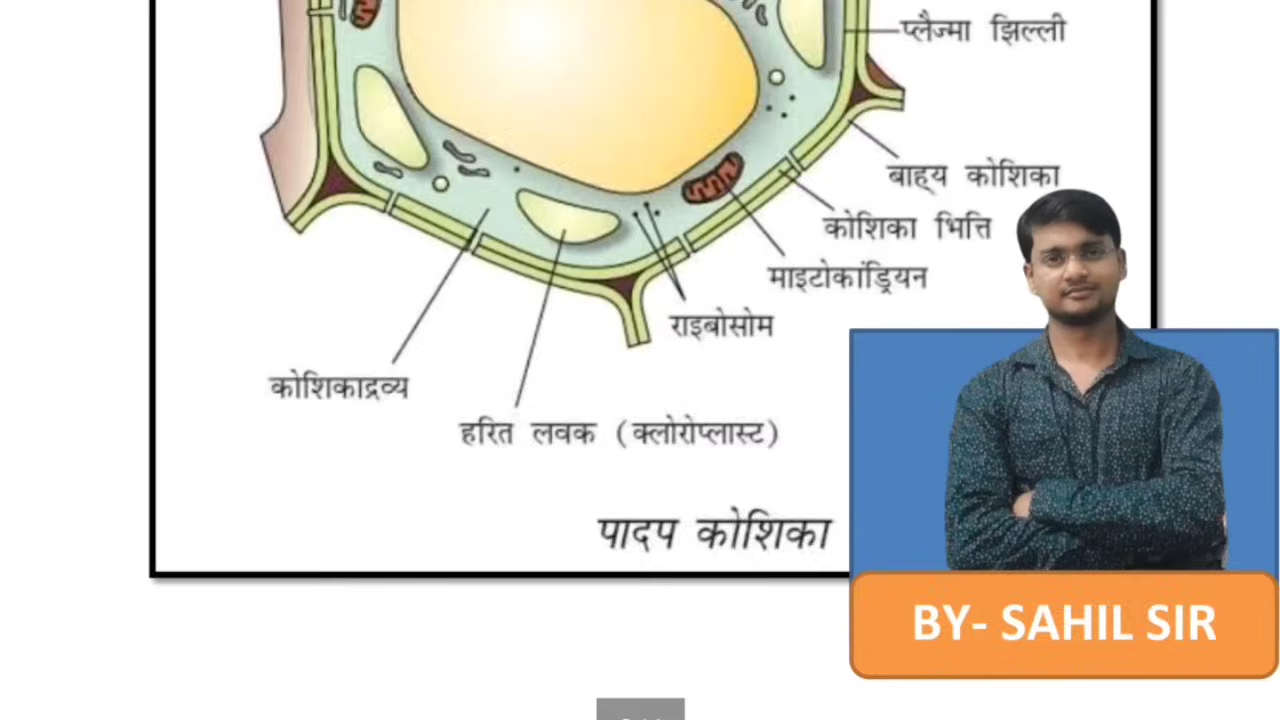 प्लैज्मा झिल्ली
बाह्य कोशिका
कोशिका भित्ति
माइटोकांड्रियन
राइबोसोम
कोशिकाद्रव्य
हरित लवक (क्लोरोप्लास्ट)
पादप कोशिका
BY- SAHIL SIR